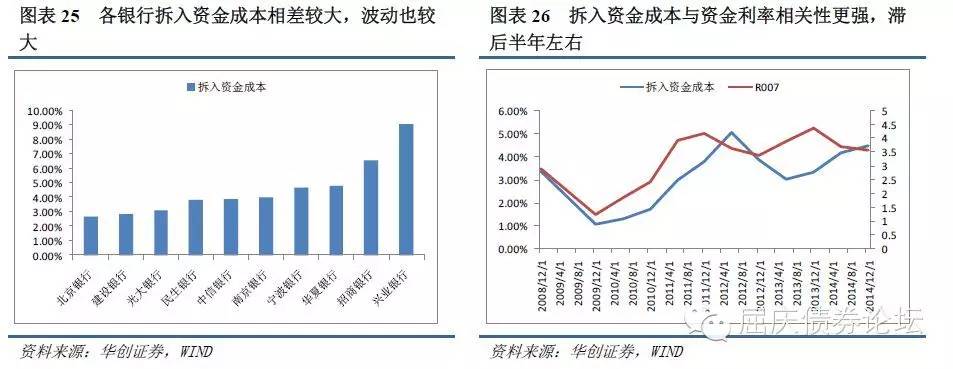 图表 25 各银行拆入资金成本相差较大，波动也较
大
拆入资金成本
10.00%
9.00%
8.00%
7.00%
6.00%
5.00%
4.00%
3.00%
2.00%
1.00%
0.00%
北京银行
建设银行
光大银行
民生银行
中信银行
南京银行
宁波银行
华夏银行
招商银行
兴业银行
资料来源：华创证券，WIND
图表 26 拆入资金成本与资金利率相关性更强，滞
后半年左右
拆入资金成本
R007
6.00%
5.00%
4.00%
3.00%
2.00%
1.00%
0.00%
5
4.5
4
3.5
3
2.5
2
1.5
1
0.5
0
2008/12/1
2009/4/1
2009/8/1
2009/12/1
2010/4/1
2010/8/1
2010/12/1
2011/4/1
2011/8/1
011/12/1
2012/4/1
2012/8/1
2012/12/1
2013/4/1
2013/8/1
2013/12/1
2014/4/1
2014/8/1
2014/12/1
屈庆债券论坛
资料来源：华创证券，WIND